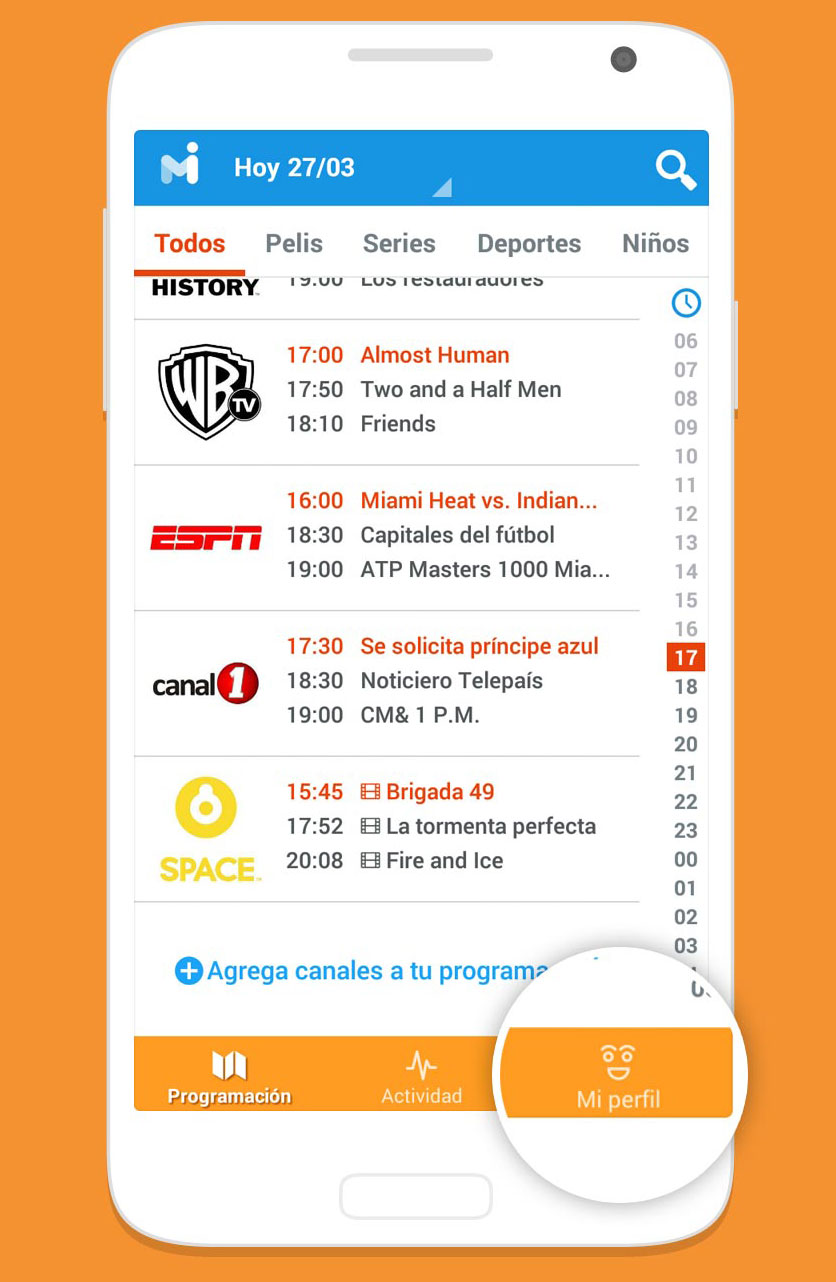 Hoy 27/03
Todos Pelis Series Deportes Niños
HISTORY 19:00 Los restauradores
06
07
08
09
10
11
12
13
14
15
16
17
18
19
20
21
22
23
00
01
02
03
WB TV
17:00 Almost Human
17:50 Two and a Half Men
18:10 Friends
ESPN
16:00 Miami Heat vs. Indian...
18:30 Capitales del fútbol
19:00 ATP Masters 1000 Mia...
canal 1
17:30 Se solicita príncipe azul
18:30 Noticiero Telepaís
19:00 CM& 1 P.M.
SPACE
15:45 Brigada 49
17:52 La tormenta perfecta
20:08 Fire and Ice
Agrega canales a tu programa
Programación Actividad Mi perfil